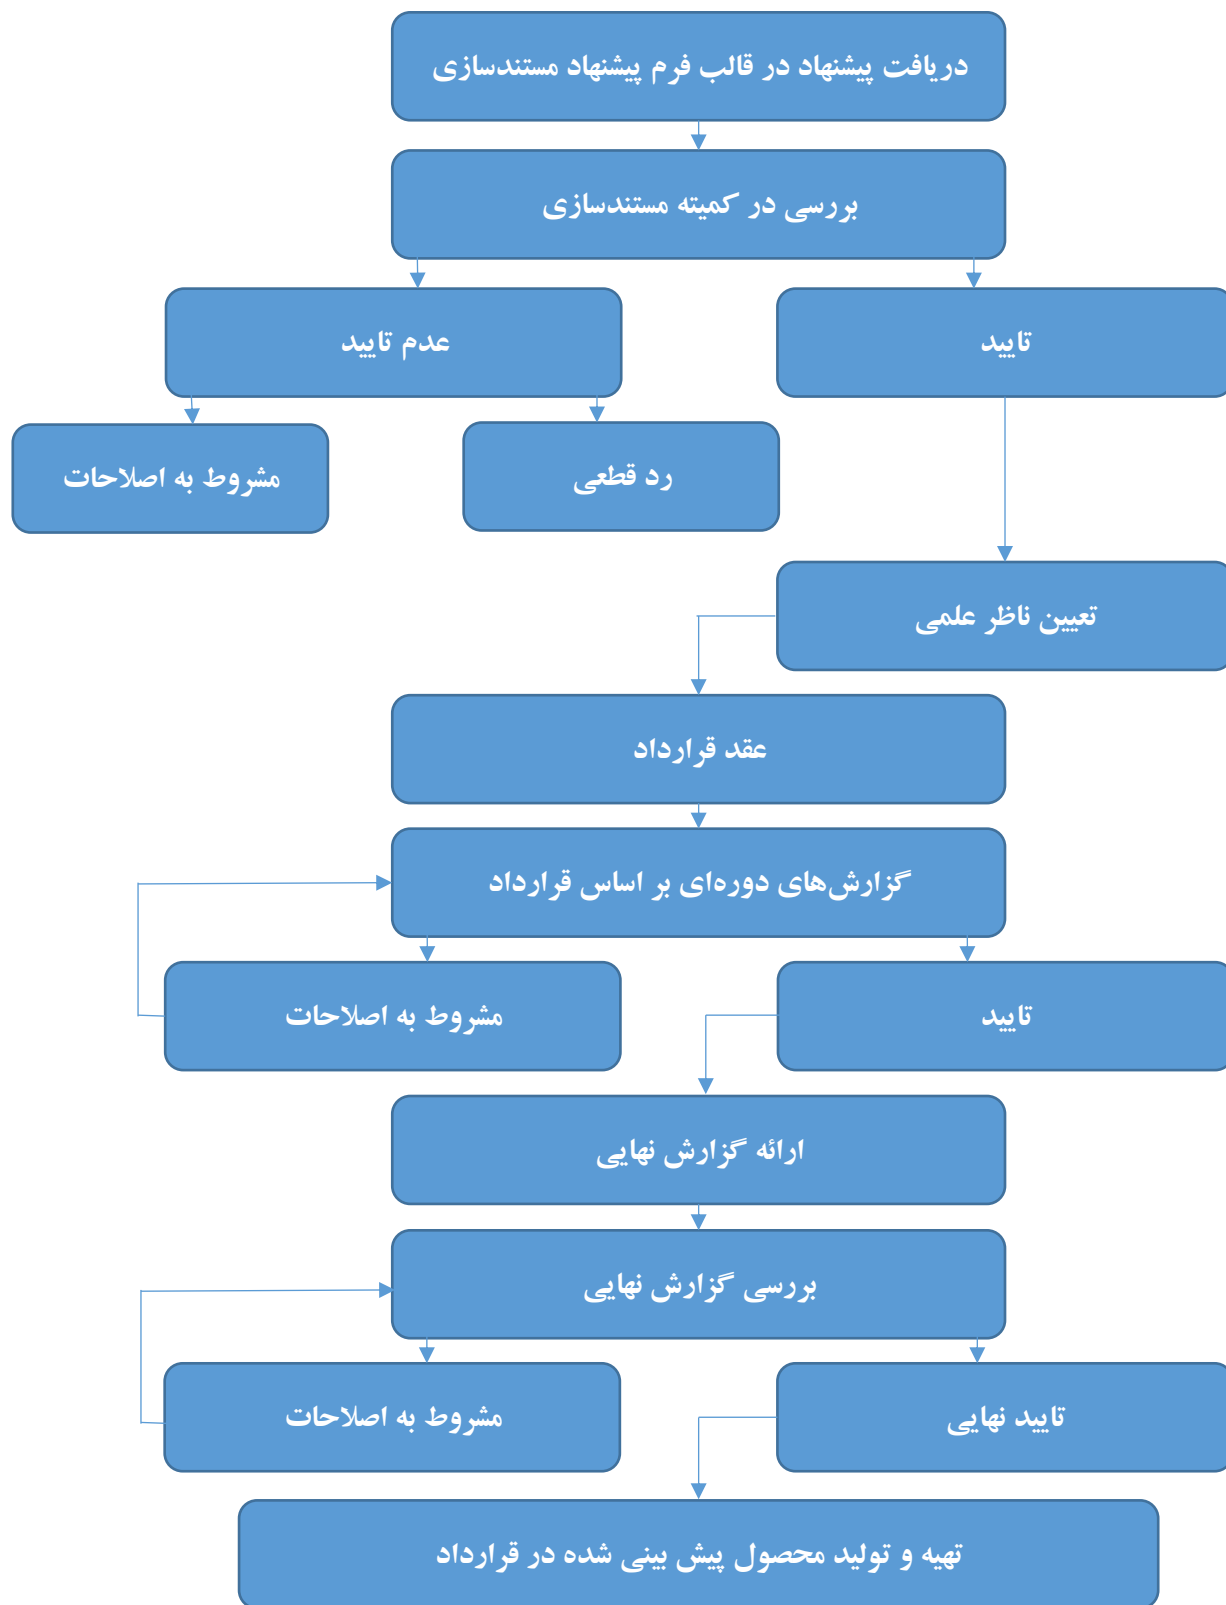 دریافت پیشنهاد در قالب فرم پیشنهاد مستندسازی
بررسی در کمیته مستندسازی
تایید
عدم تایید
رد قطعی
مشروط به اصلاحات
تعیین ناظر علمی
عقد قرارداد
گزارش‌های دوره‌ای بر اساس قرارداد
تایید
مشروط به اصلاحات
ارائه گزارش نهایی
بررسی گزارش نهایی
تایید نهایی
مشروط به اصلاحات
تهیه و تولید محصول پیش بینی شده در قرارداد